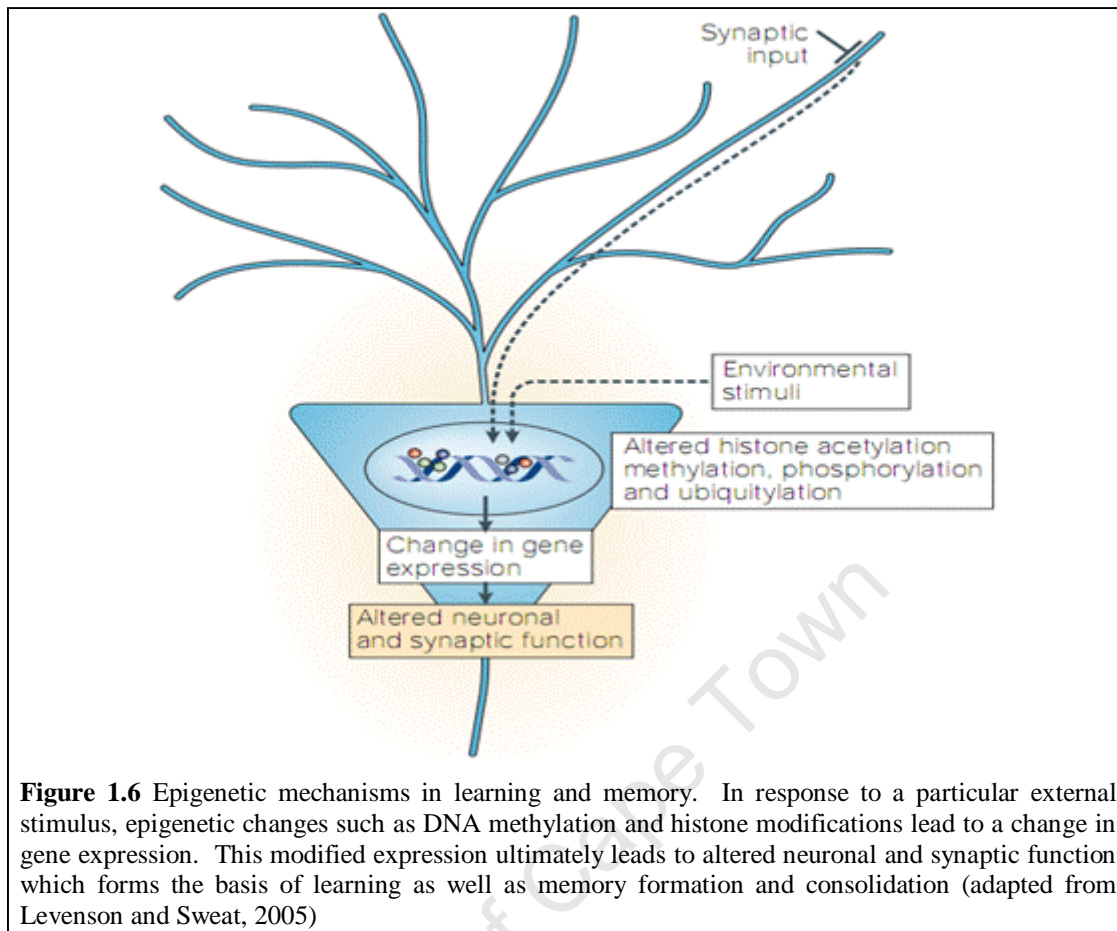 Synaptic
input
Environmental
stimuli
Altered histone acetylation
methylation, phosphorylation
and ubiquitylation
Change in gene
expression
Altered neuronal
and synaptic function
of Cape Town
Figure 1.6 Epigenetic mechanisms in learning and memory. In response to a particular external
stimulus, epigenetic changes such as DNA methylation and histone modifications lead to a change in
gene expression. This modified expression ultimately leads to altered neuronal and synaptic function
which forms the basis of learning as well as memory formation and consolidation (adapted from
Levenson and Sweat, 2005)